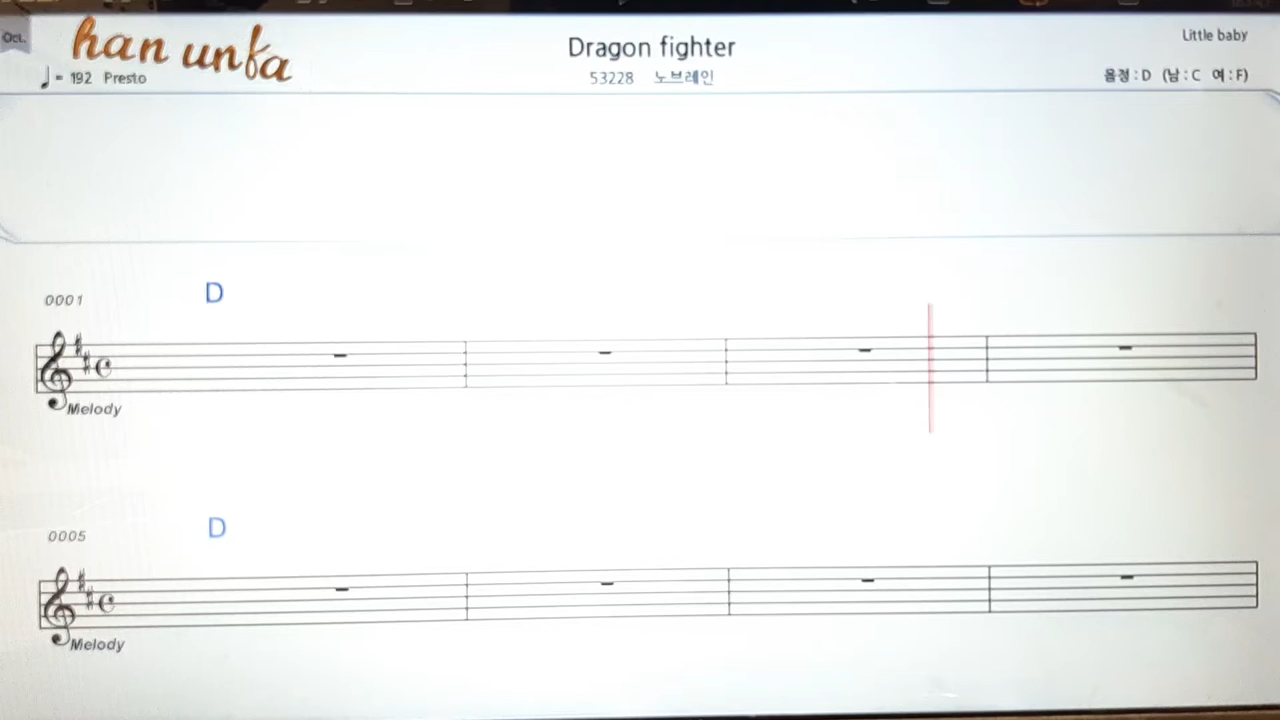 Oct.
han unfa
♩ = 192 Presto
Dragon fighter
53228 노브레인
Little baby
음정 : D (남 : C 여 : F)
0001
D
Melody
0005
D
Melody